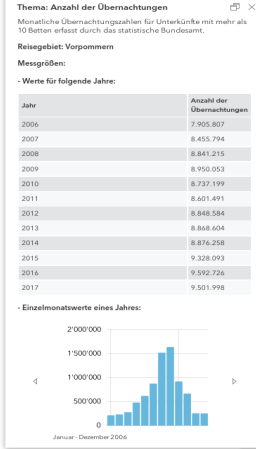 Thema: Anzahl der Übernachtungen
Monatliche Übernachtungszahlen für Unterkünfte mit mehr als
10 Betten erfasst durch das statistische Bundesamt.
Reisegebiet: Vorpommern
Messgrößen:
- Werte für folgende Jahre:
Jahr Anzahl der Übernachtungen
2006 7.905.807
2007 8.455.794
2008 8.841.215
2009 8.950.053
2010 8.737.199
2011 8.601.491
2012 8.848.584
2013 8.868.604
2014 8.876.258
2015 9.328.093
2016 9.592.726
2017 9.501.998
- Einzelmonatswerte eines Jahres:
2'000'000
1'500'000
1'000'000
500'000
0
Januar - Dezember 2006